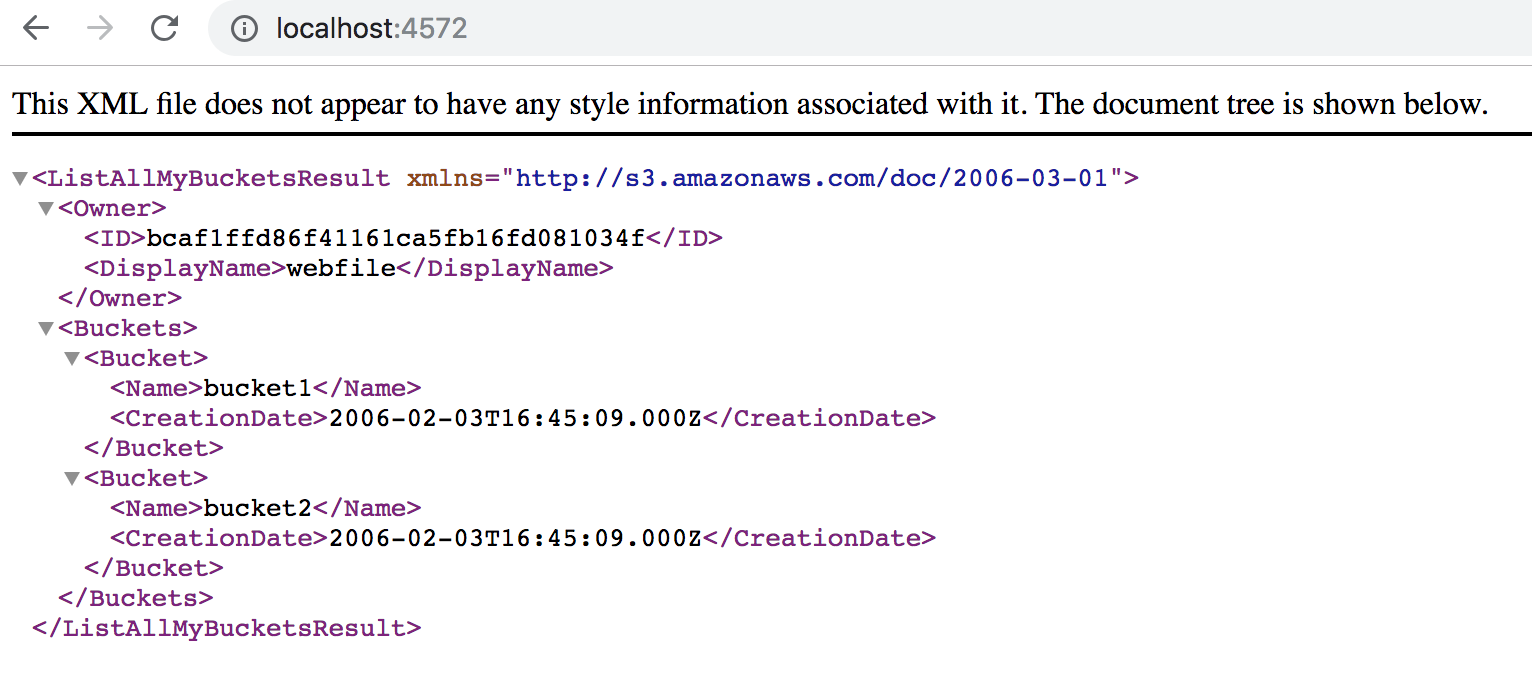 localhost:4572
This XML file does not appear to have any style information associated with it. The document tree is shown below.
<ListAllMyBucketsResult xmlns="http://s3.amazonaws.com/doc/2006-03-01">
<Owner>
<ID>bcaf1ffd86f41161ca5fb16fd081034f</ID>
<DisplayName>webfile</DisplayName>
</Owner>
<Buckets>
<Bucket>
<Name>bucket1</Name>
<CreationDate>2006-02-03T16:45:09.000Z</CreationDate>
</Bucket>
<Bucket>
<Name>bucket2</Name>
<CreationDate>2006-02-03T16:45:09.000Z</CreationDate>
</Bucket>
</Buckets>
</ListAllMyBucketsResult>